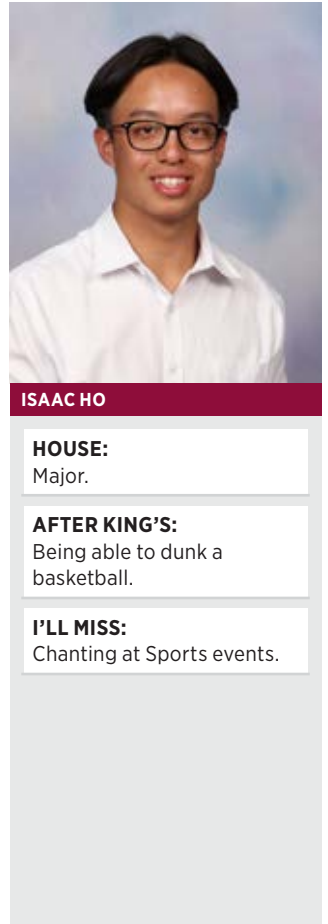 ISAAC HO
HOUSE:
Major.
AFTER KING’S:
Being able to dunk a
basketball.
I’LL MISS:
Chanting at Sports events.